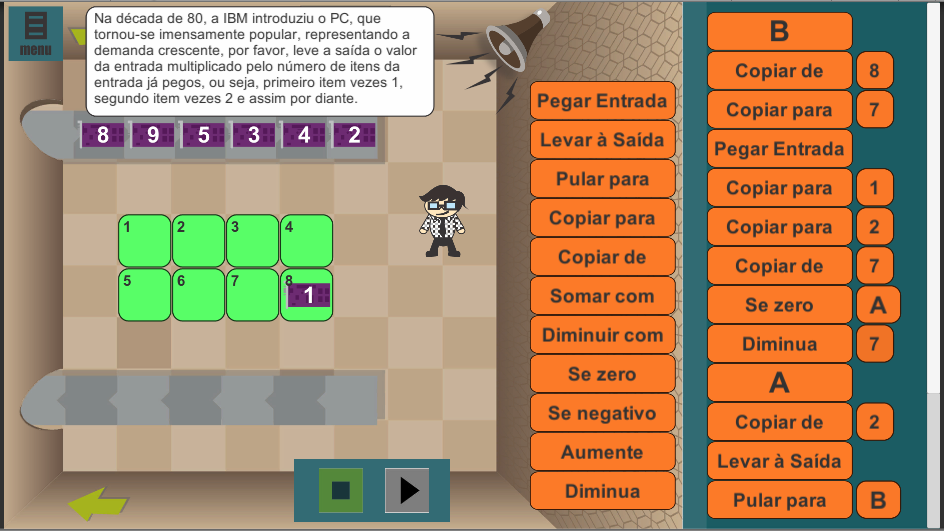 menu
Na década de 80, a IBM introduziu o PC, que
tornou-se imensamente popular, representando a
demanda crescente, por favor, leve a saída o valor
da entrada multiplicado pelo número de itens da
entrada já pegos, ou seja, primeiro item vezes 1,
segundo item vezes 2 e assim por diante.
8 9 5 3 4 2
1 2 3 4
5 6 7 8
1
Pegar Entrada
Levar à Saída
Pular para
Copiar para
Copiar de
Somar com
Diminuir com
Se zero
Se negativo
Aumente
Diminua
B
Copiar de 8
Copiar para 7
Pegar Entrada
Copiar para 1
Copiar para 2
Copiar de 7
Se zero A
Diminua 7
A
Copiar de 2
Levar à Saída
Pular para B